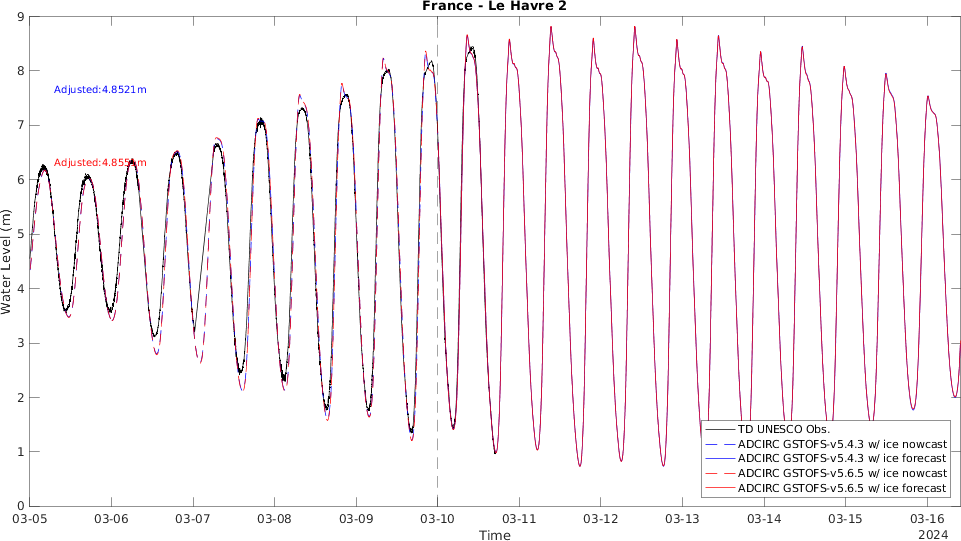 France - Le Havre 2
9
8
7
6
5
4
3
2
1
0
Water Level (m)
Adjusted:4.8521m
Adjusted:4.855 m
TD UNESCO Obs.
ADCIRC GSTOFS-v5.4.3 w/ ice nowcast
ADCIRC GSTOFS-v5.4.3 w/ ice forecast
ADCIRC GSTOFS-v5.6.5 w/ ice nowcast
ADCIRC GSTOFS-v5.6.5 w/ ice forecast
03-05 03-06 03-07 03-08 03-09 03-10 03-11 03-12 03-13 03-14 03-15 03-16
Time
2024